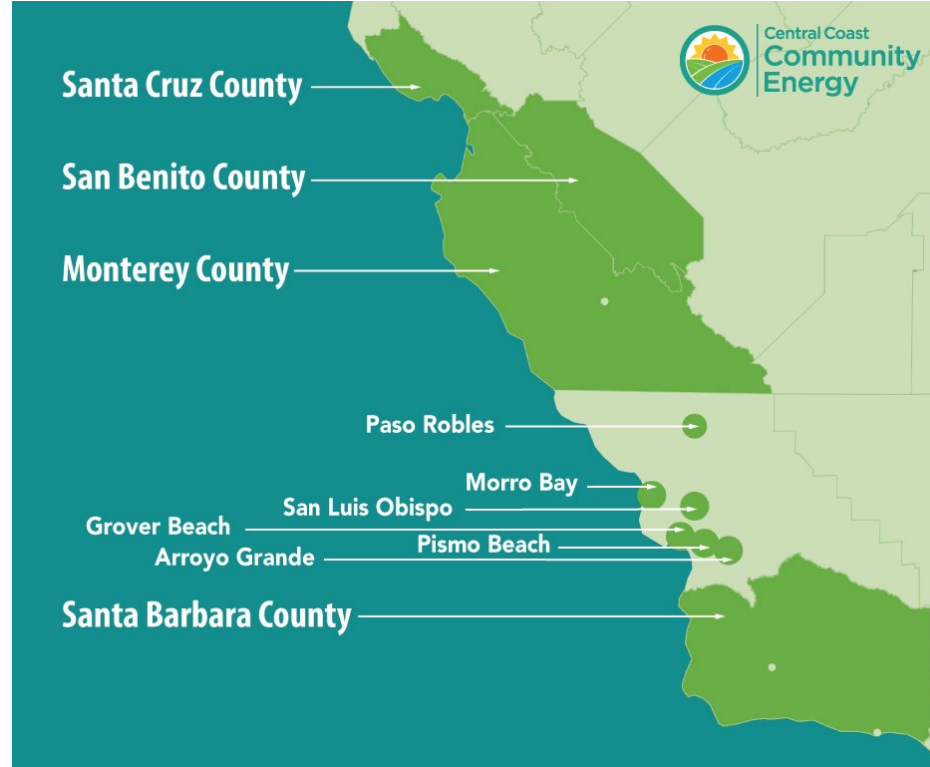 Central Coast
Community
Energy
Santa Cruz County
San Benito County
Monterey County
Paso Robles
Morro Bay
San Luis Obispo
Grover Beach
Pismo Beach
Arroyo Grande
Santa Barbara County